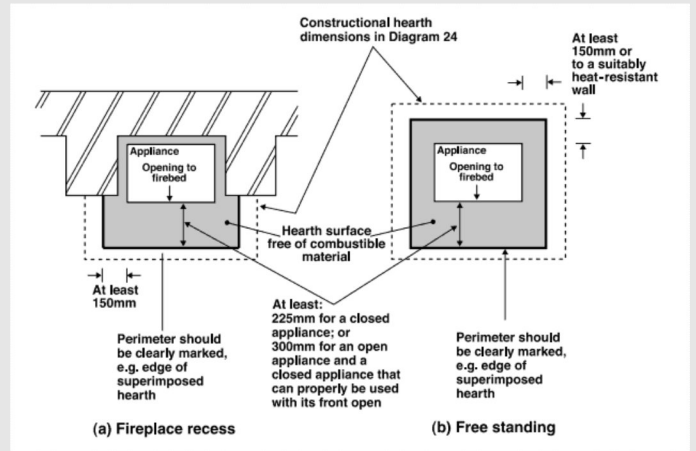 Constructional hearth
dimensions in Diagram 24
At least
150mm or
to a suitably
heat-resistant
wall
Appliance
Opening to
firebed
Appliance
Opening to
firebed
Hearth surface
free of combustible
material
At least
150mm
At least:
225mm for a closed
appliance; or
300mm for an open
appliance and a
closed appliance that
can properly be used
with its front open
Perimeter should
be clearly marked,
e.g. edge of
superimposed
hearth
Perimeter should
be clearly marked,
e.g. edge of
superimposed
hearth
(a) Fireplace recess
(b) Free standing